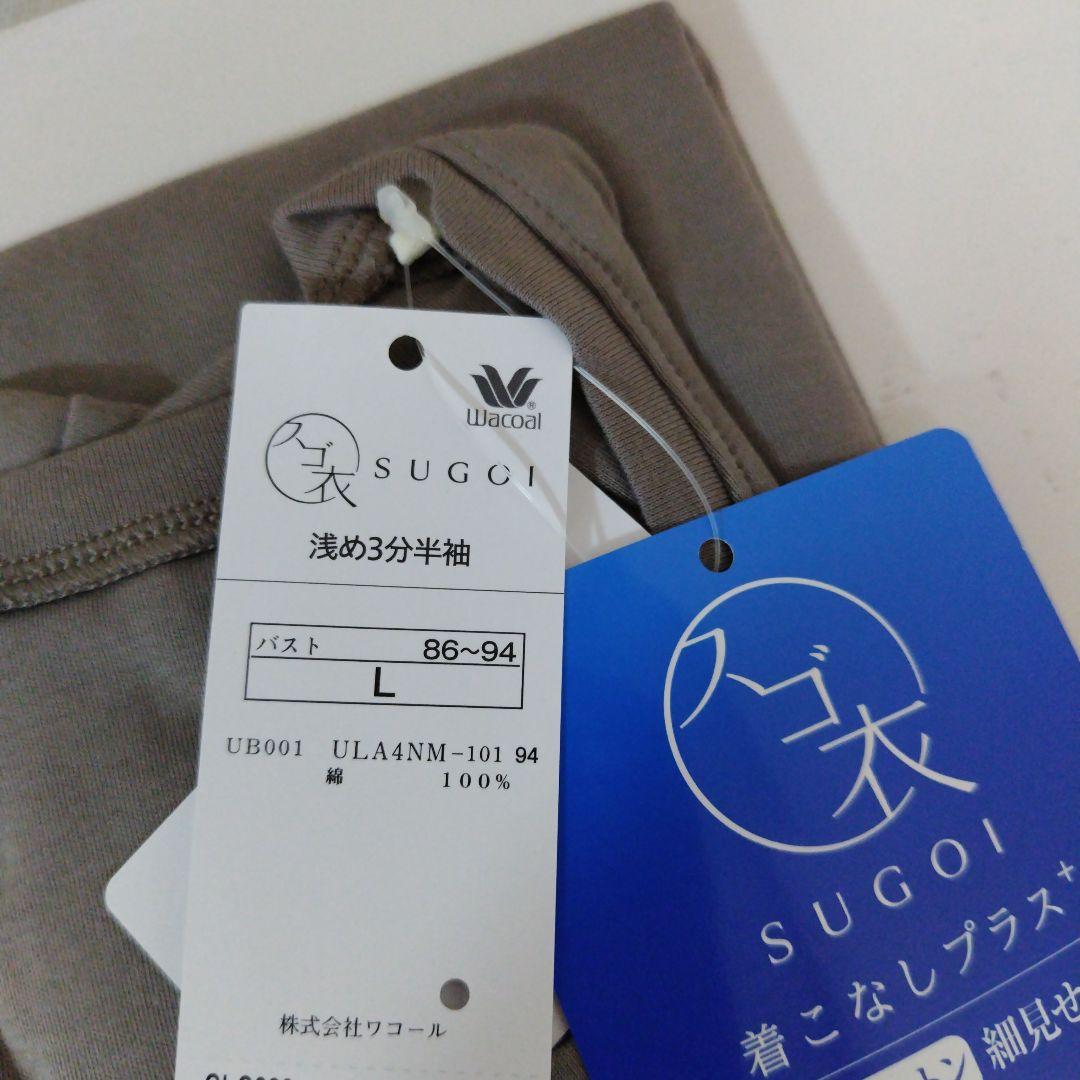 Wacoal
スゴ衣 SUGOI
浅め3分半袖
バスト 86~94
L
UB001 ULA4NM-101 94
綿 100%
株式会社ワコール
スゴ衣
SUGOI
着こなしプラス+
細見せ